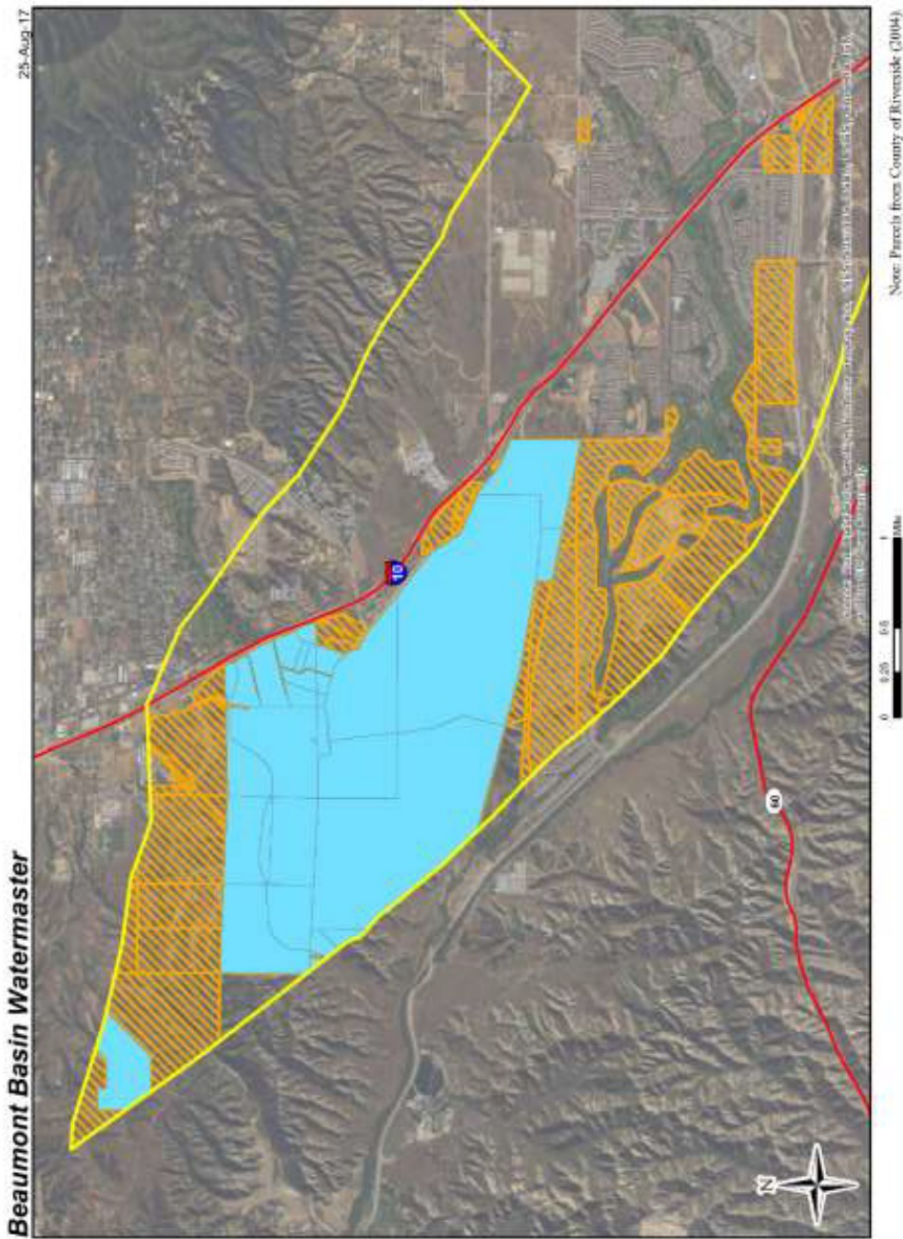 Beaumont Basin Watermaster
25-Aug-17
10
60
N
0 0.25 0.5 1
Mile
Note: Parcels from County of Riverside (2004).